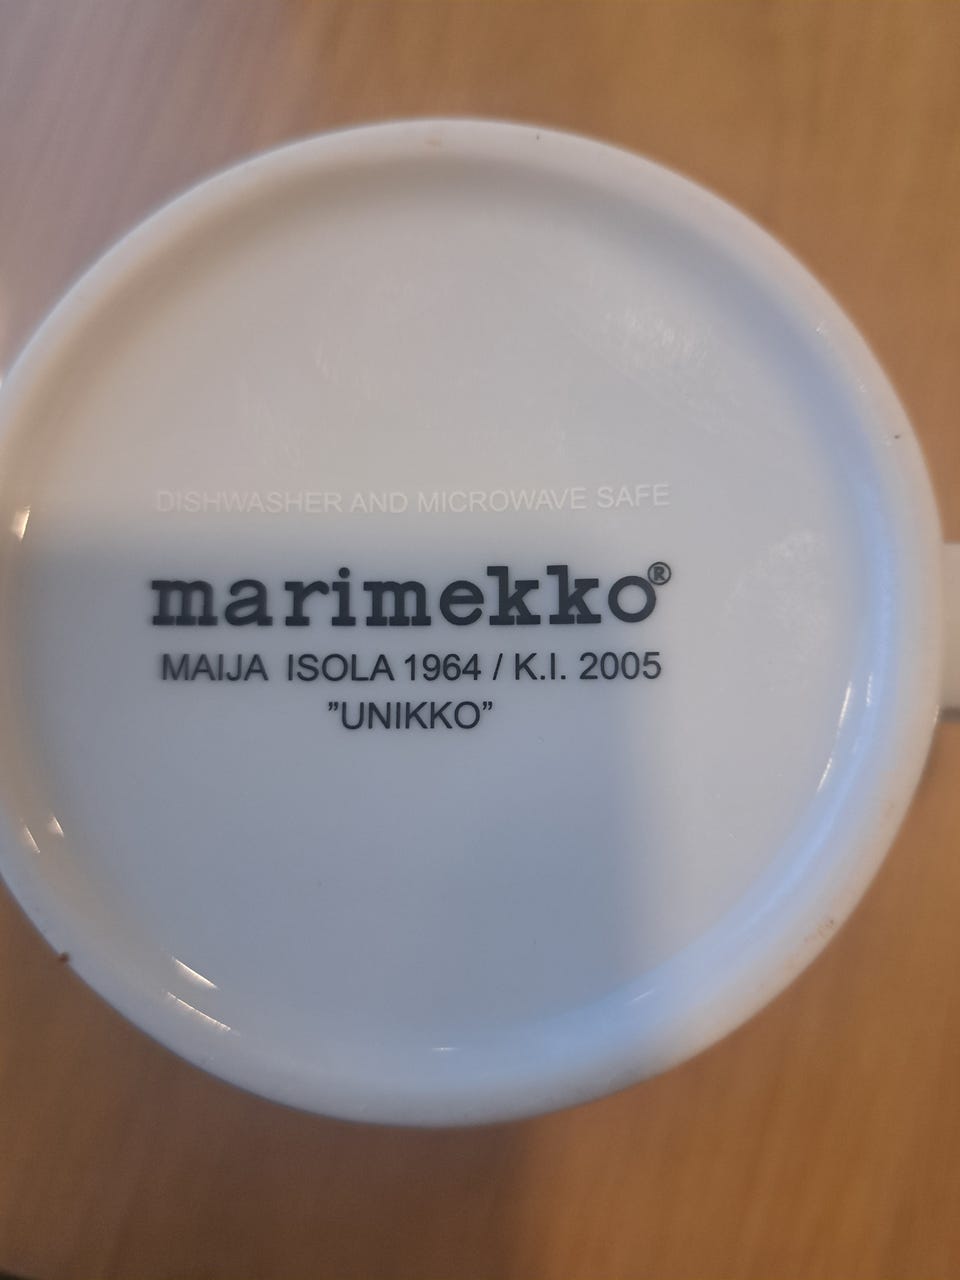 DISHWASHER AND MICROWAVE SAFE
marimekko®
MAIJA ISOLA 1964 / K.I. 2005
”UNIKKO”